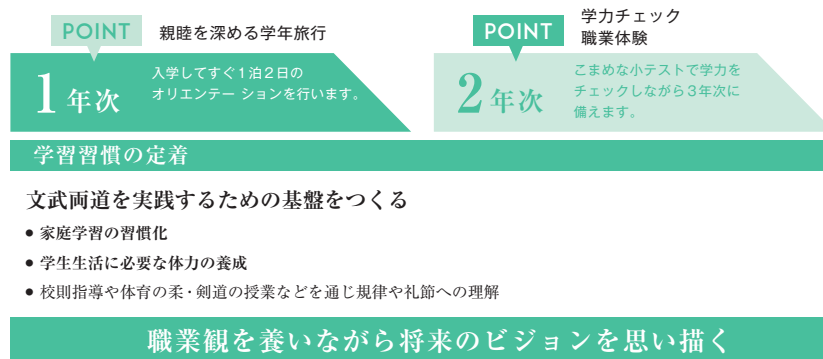 POINT
親睦を深める学年旅行
1年次
入学してすぐ1泊2日の
オリエンテー ションを行います。
POINT
学力チェック
職業体験
2年次
こまめな小テストで学力を
チェックしながら3年次に
備えます。
学習習慣の定着
文武両道を実践するための基盤をつくる
● 家庭学習の習慣化
● 学生生活に必要な体力の養成
● 校則指導や体育の柔・剣道の授業などを通じ規律や礼節への理解
職業観を養いながら将来のビジョンを思い描く